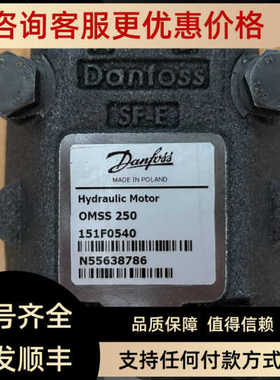 咨询客服更优惠价格
Danfoss
SF-E
Danfoss
MADE IN POLAND
Hydraulic Motor
OMSS 250
151F0540
N55638786
号齐全
品质保障 值得信赖
发顺丰
支持任何付款方式